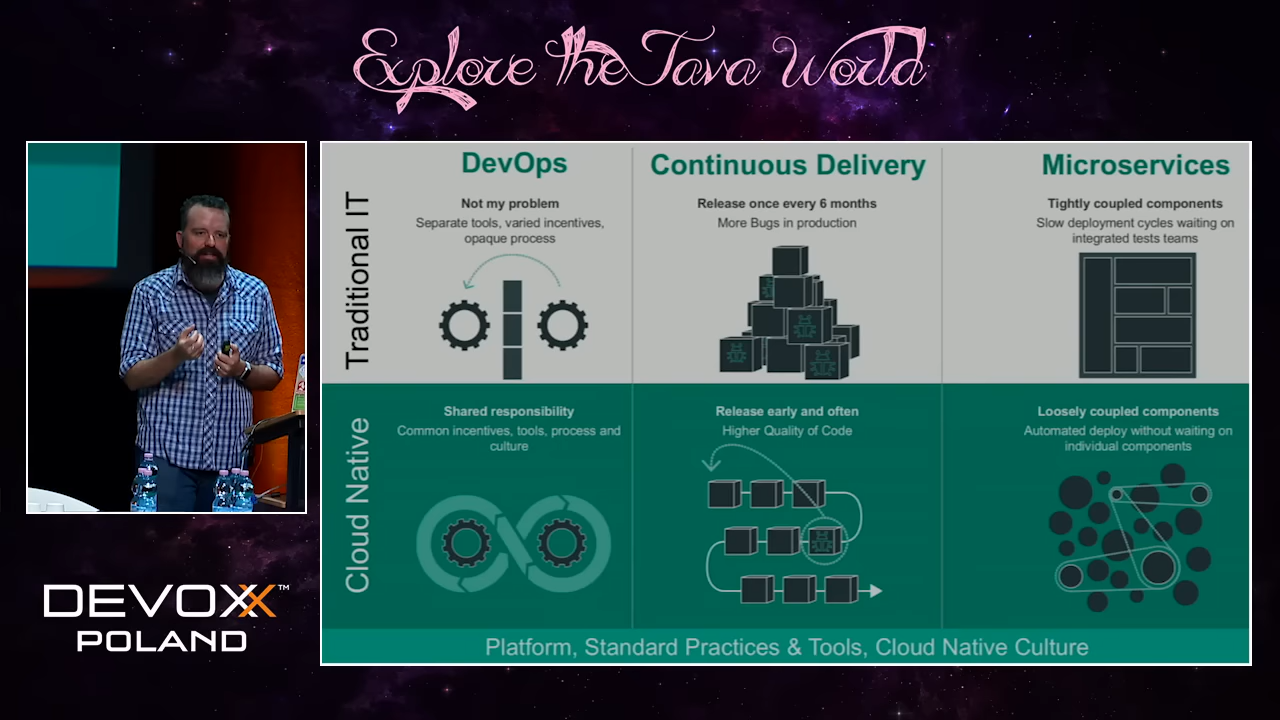 Explore the Java World
DevOps
Continuous Delivery
Microservices
Traditional IT
Not my problem
Separate tools, varied incentives,
opaque process
Release once every 6 months
More Bugs in production
Tightly coupled components
Slow deployment cycles waiting on
integrated tests teams
Cloud Native
Shared responsibility
Common incentives, tools, process and
culture
Release early and often
Higher Quality of Code
Loosely coupled components
Automated deploy without waiting on
individual components
Platform, Standard Practices & Tools, Cloud Native Culture
DEVOXX™
POLAND